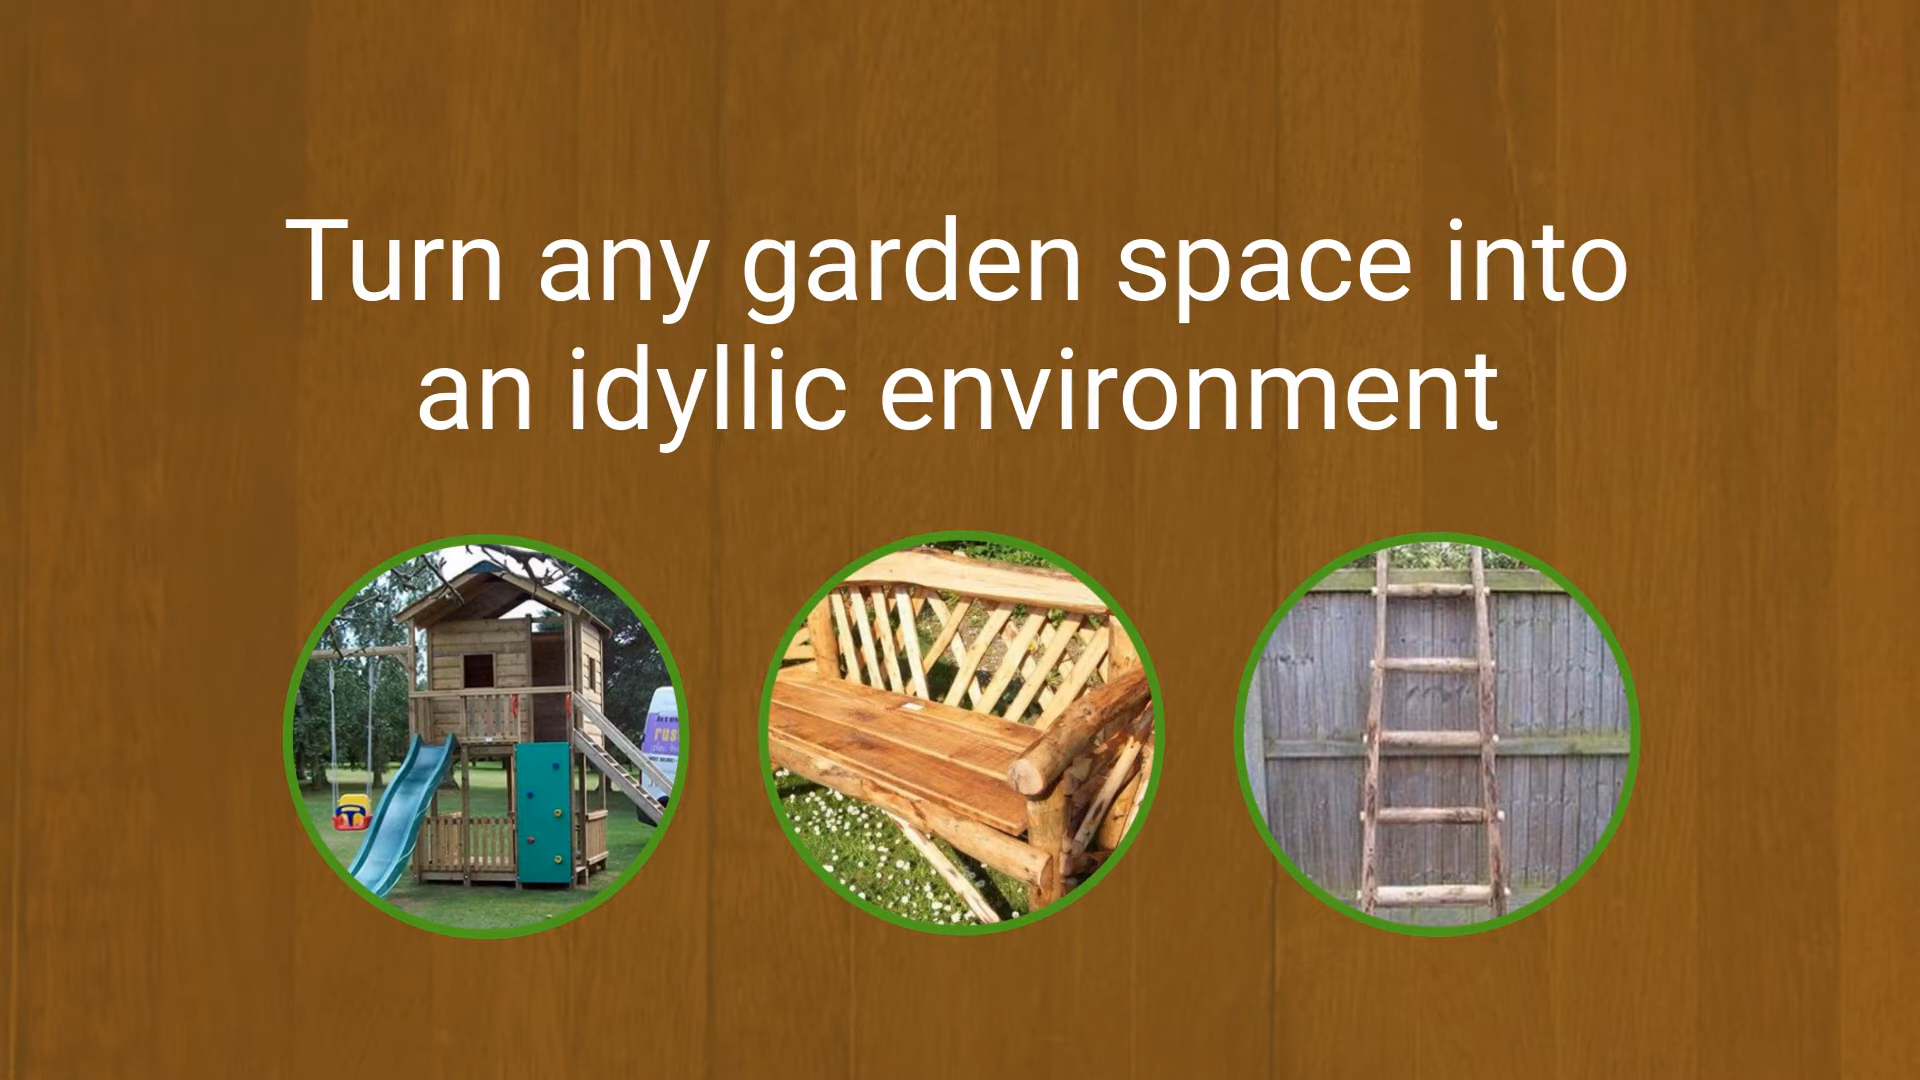 Turn any garden space into
an idyllic environment